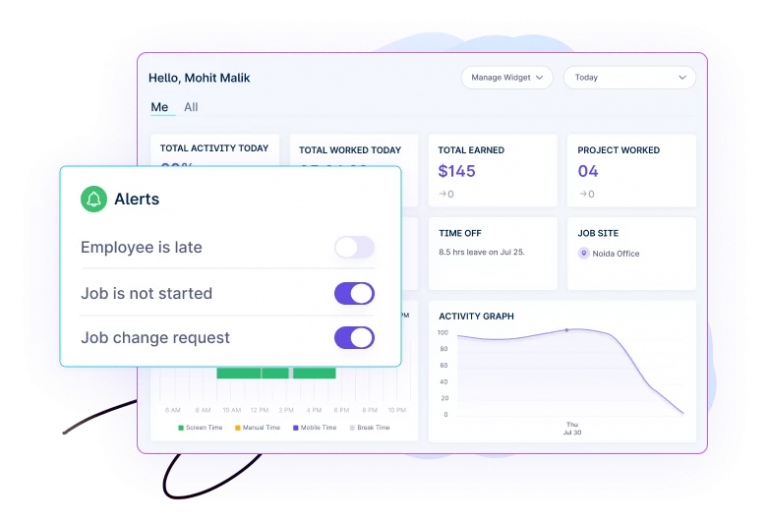 Hello, Mohit Malik
Manage Widget
Today
Me
All
TOTAL ACTIVITY TODAY
TOTAL WORKED TODAY
TOTAL EARNED
$145
→0
PROJECT WORKED
04
→0
Alerts
Employee is late
Job is not started
Job change request
TIME OFF
8.5 hrs leave on Jul 25.
JOB SITE
Noida Office
ACTIVITY GRAPH
100
80
60
40
20
0
Thu
Jul 30
6 AM 8 AM 10 AM 12 PM 2 PM 4 PM 6 PM 8 PM 10 PM
Screen Time Manual Time Mobile Time Break Time